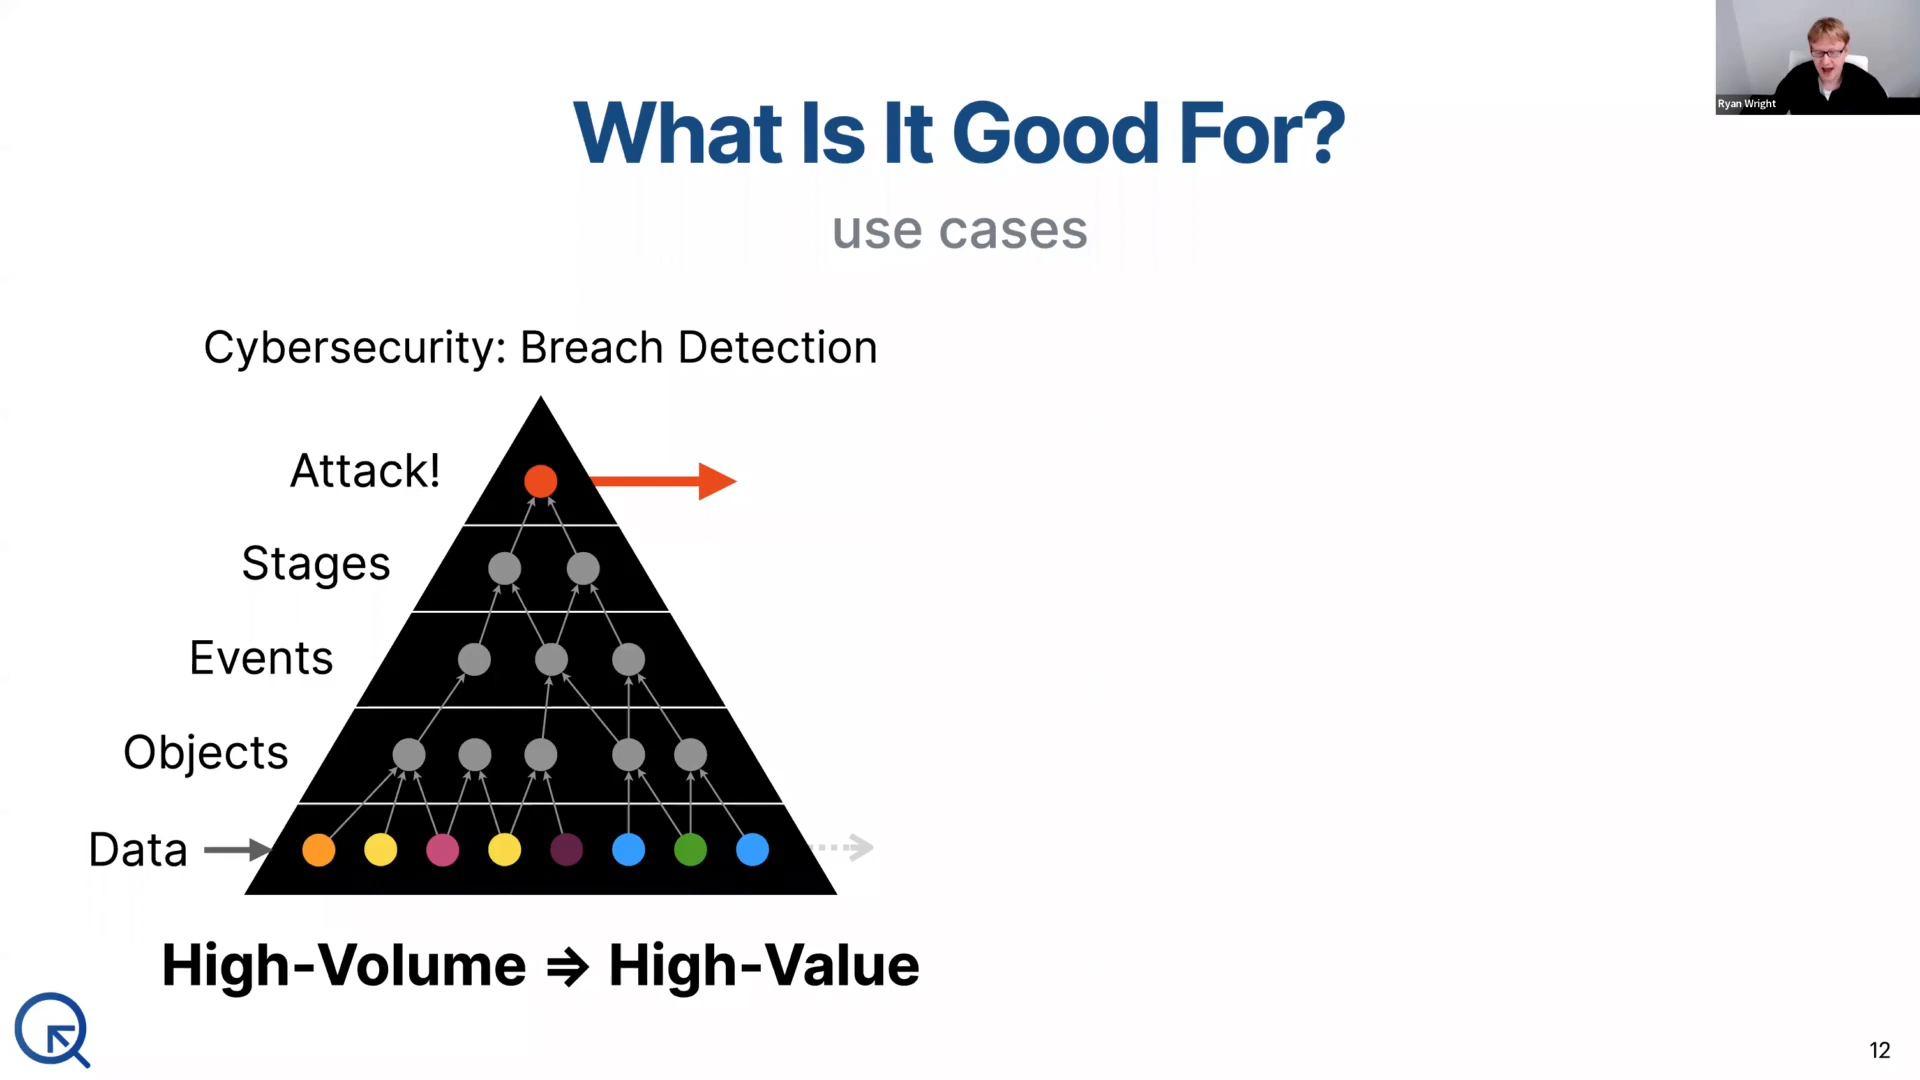 Ryan Wright
What Is It Good For?
use cases
Cybersecurity: Breach Detection
Attack!
Stages
Events
Objects
Data
High-Volume ⇒ High-Value
12